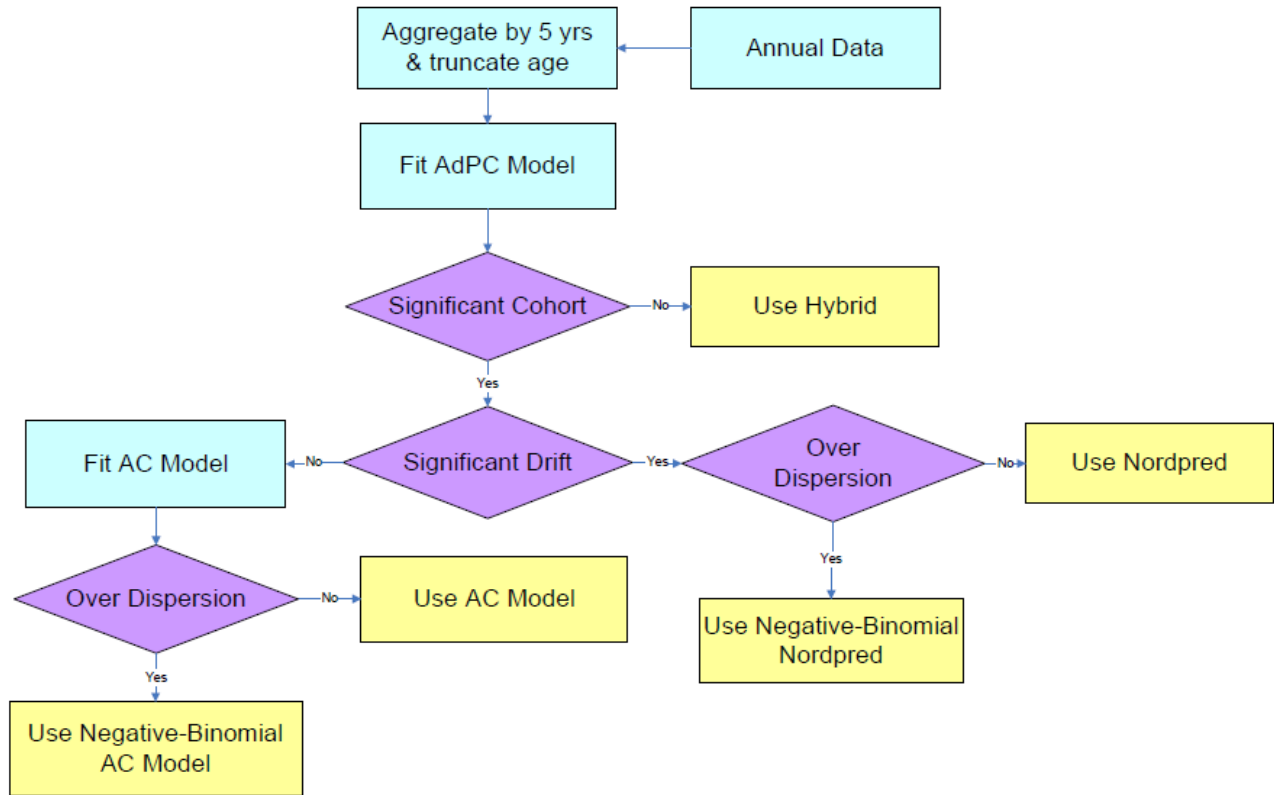 Aggregate by 5 yrs
& truncate age
Annual Data
Fit AdPC Model
Significant Cohort
No
Use Hybrid
Yes
Fit AC Model
No
Significant Drift
Yes
Over
Dispersion
No
Use Nordpred
Over Dispersion
No
Use AC Model
Yes
Use Negative-Binomial
Nordpred
Yes
Use Negative-Binomial
AC Model